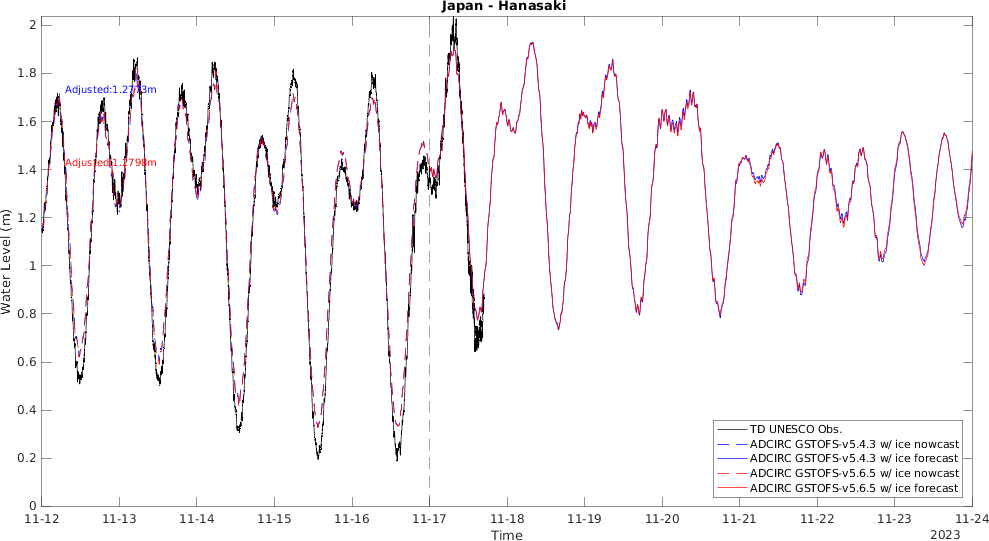 Japan - Hanasaki
2
1.8
1.6
1.4
1.2
1
0.8
0.6
0.4
0.2
0
Water Level (m)
Adjusted:1.2773m
Adjusted:1.2798m
TD UNESCO Obs.
ADCIRC GSTOFS-v5.4.3 w/ ice nowcast
ADCIRC GSTOFS-v5.4.3 w/ ice forecast
ADCIRC GSTOFS-v5.6.5 w/ ice nowcast
ADCIRC GSTOFS-v5.6.5 w/ ice forecast
11-12 11-13 11-14 11-15 11-16 11-17 11-18 11-19 11-20 11-21 11-22 11-23 11-24
Time
2023